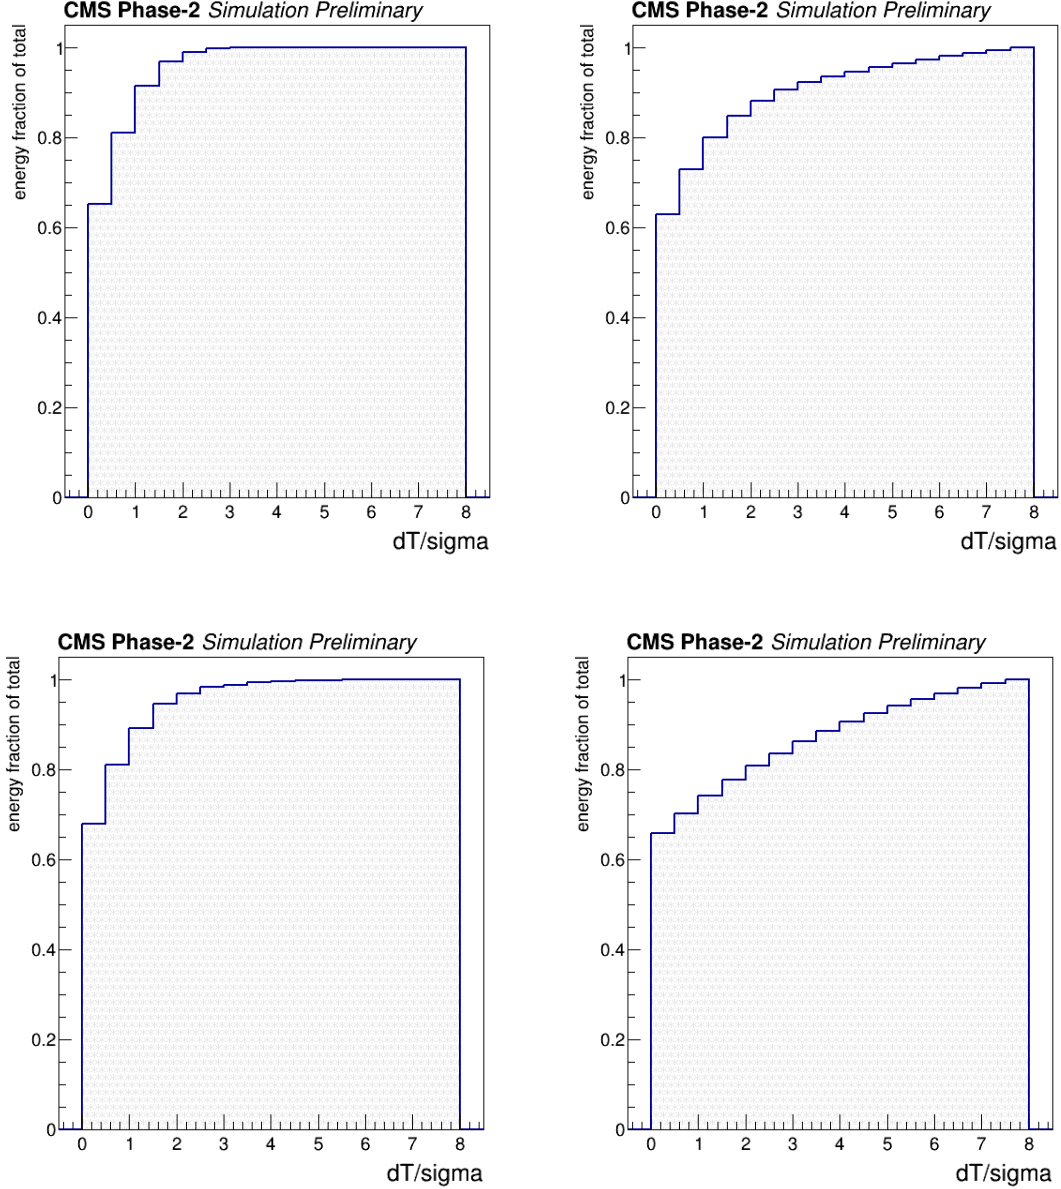 CMS Phase-2 Simulation Preliminary
energy fraction of total
1
0.8
0.6
0.4
0.2
0
0 1 2 3 4 5 6 7 8
dT/sigma
CMS Phase-2 Simulation Preliminary
energy fraction of total
1
0.8
0.6
0.4
0.2
0
0 1 2 3 4 5 6 7 8
dT/sigma
CMS Phase-2 Simulation Preliminary
energy fraction of total
1
0.8
0.6
0.4
0.2
0
0 1 2 3 4 5 6 7 8
dT/sigma
CMS Phase-2 Simulation Preliminary
energy fraction of total
1
0.8
0.6
0.4
0.2
0
0 1 2 3 4 5 6 7 8
dT/sigma